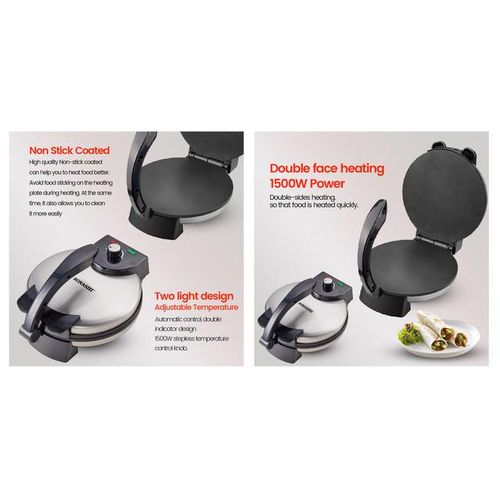 Non Stick Coated
High quality Non-stick coated
can help you to heat food better.
Avoid food sticking on the heating
plate during heating. At the same
time, It also allows you to clean
it more easily
Two light design
Adjustable Temperature
Automatic control, double
indicator design
1500W stepless temperature
control knob.
Double face heating
1500W Power
Double-sides heating,
so that food is heated quickly.
SONASHI